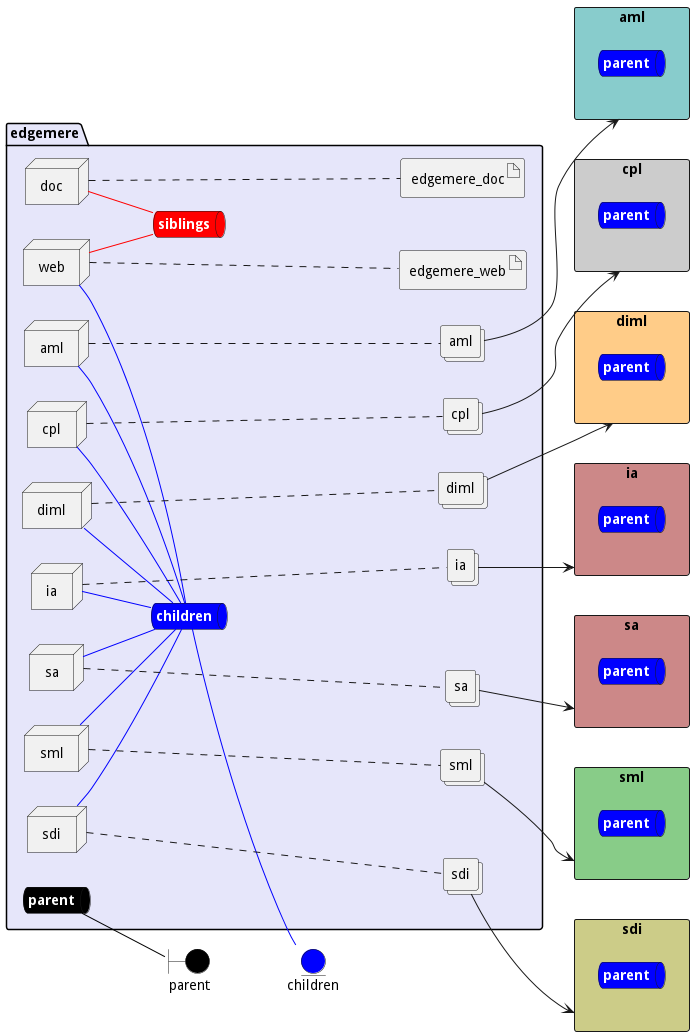 edgemere
doc
edgemere_doc
siblings
web
edgemere_web
aml
aml
cpl
cpl
diml
diml
ia
ia
children
sa
sa
sml
sml
sdi
sdi
parent
parent
children
aml
parent
cpl
parent
diml
parent
ia
parent
sa
parent
sml
parent
sdi
parent